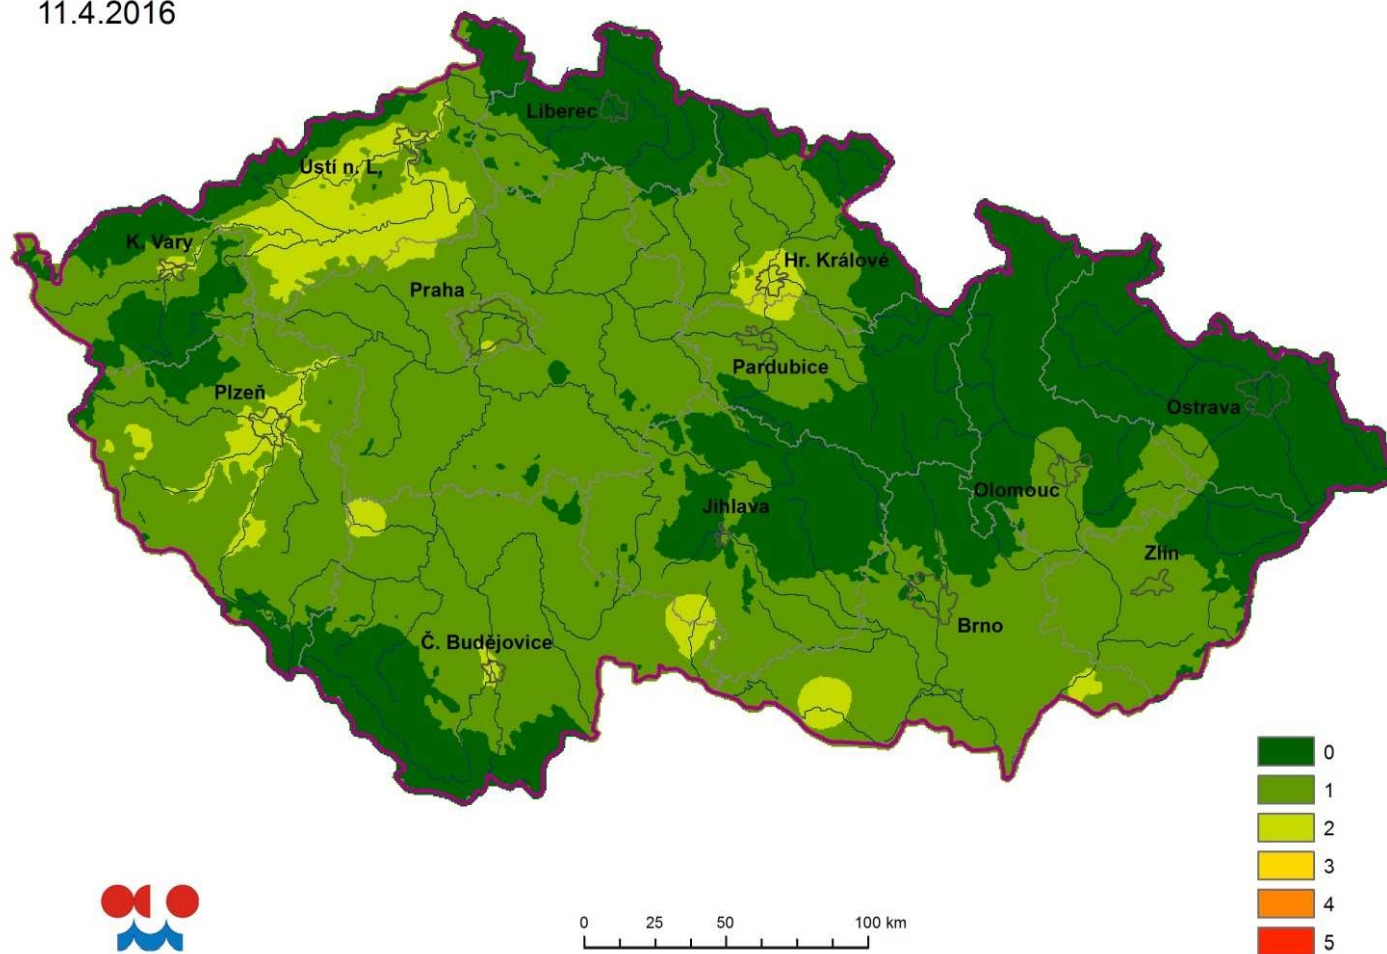 11.4.2016
Liberec
Ústí n. L.
K. Vary
Hr. Králové
Praha
Pardubice
Plzeň
Ostrava
Olomouc
Jihlava
Zlín
Brno
Č. Budějovice
0
1
2
3
4
5
0 25 50 100 km